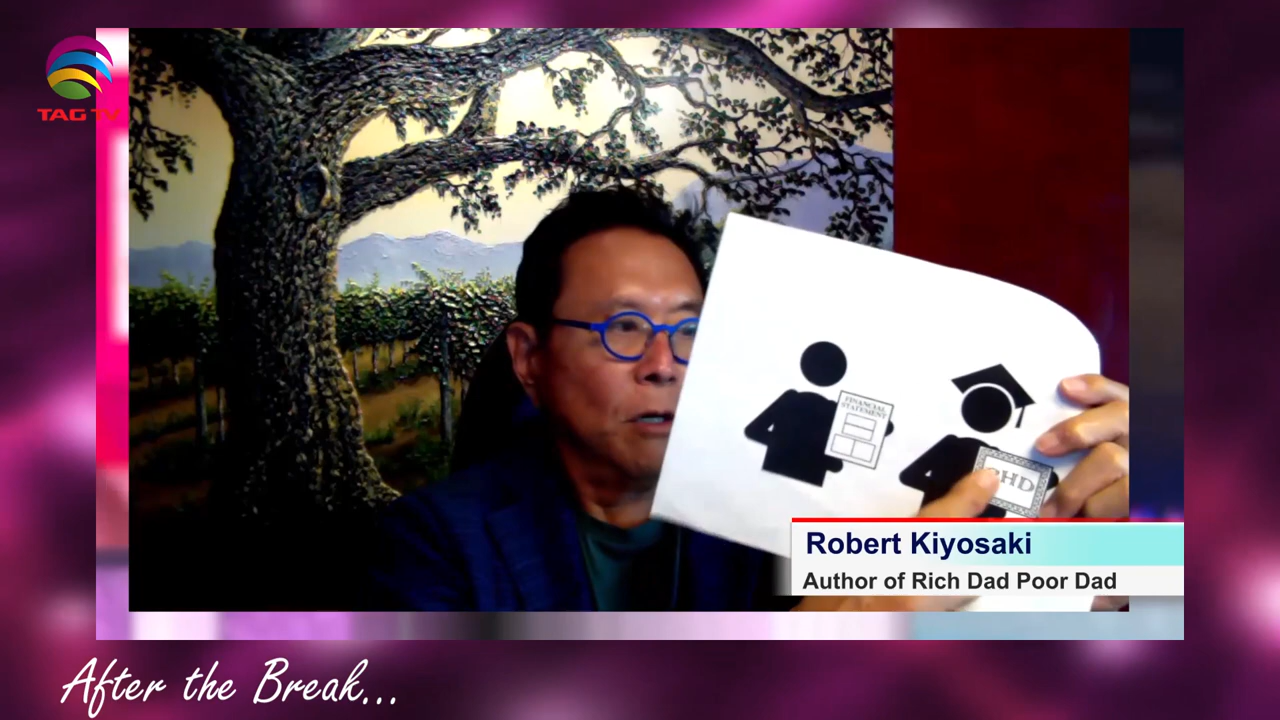 TAG TV
FINANCIAL
STATEMENT
PHD
Robert Kiyosaki
Author of Rich Dad Poor Dad
After the Break...